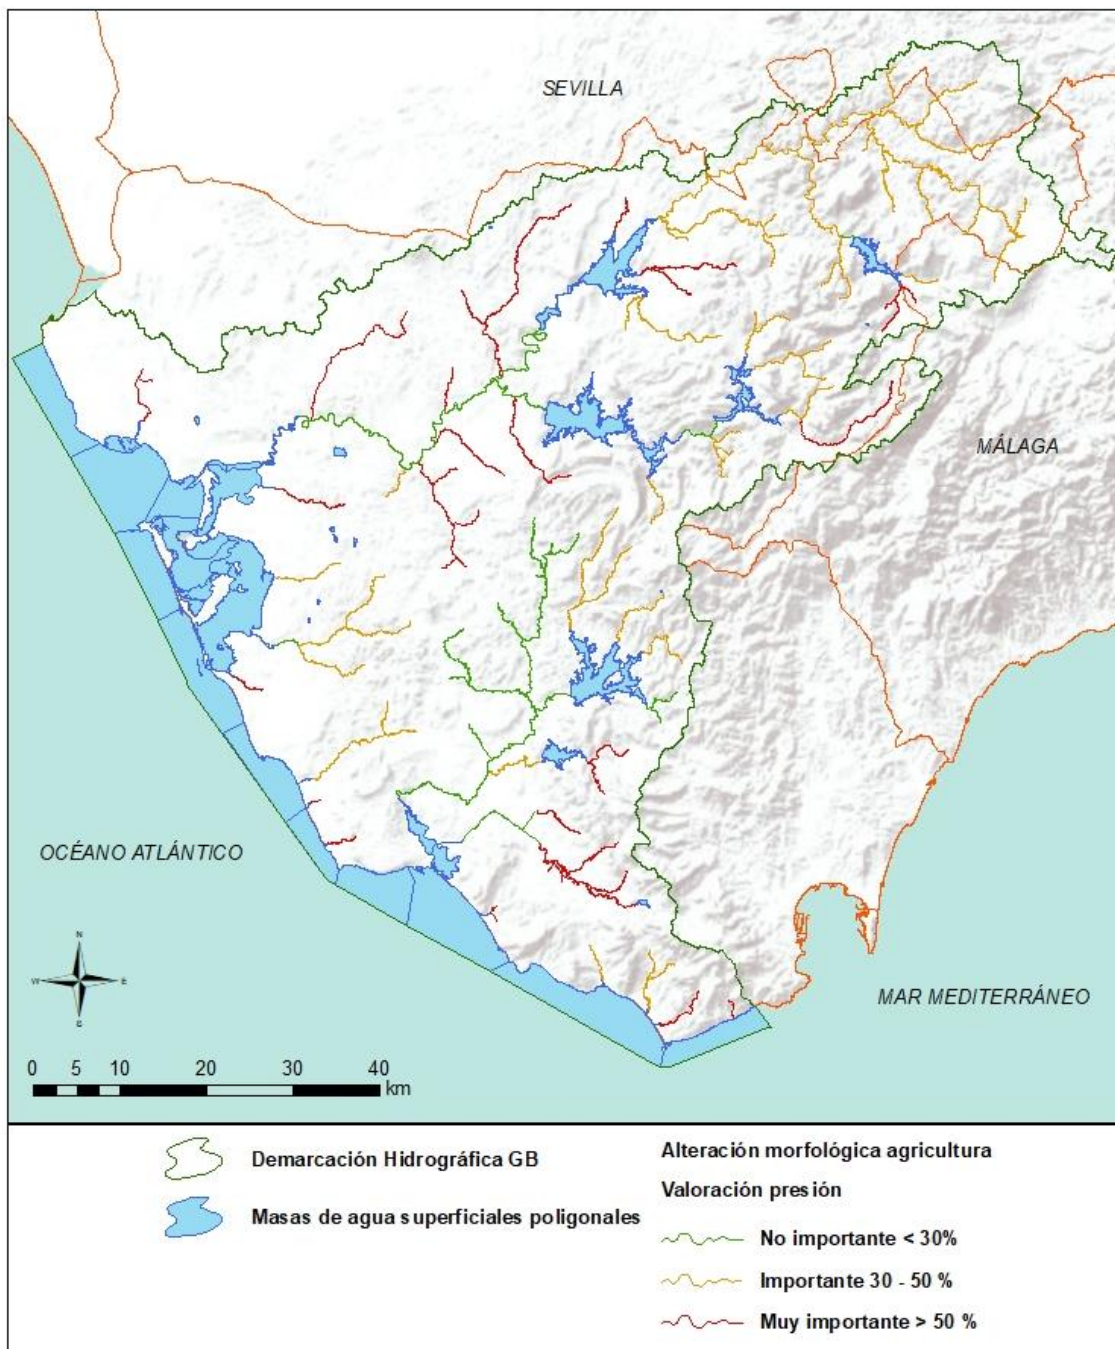 SEVILLA
MÁLAGA
OCÉANO ATLÁNTICO
MAR MEDITERRÁNEO
N
W E
S
0 5 10 20 30 40
km
Demarcación Hidrográfica GB
Masas de agua superficiales poligonales
Alteración morfológica agricultura
Valoración presión
No importante < 30%
Importante 30 - 50 %
Muy importante > 50 %